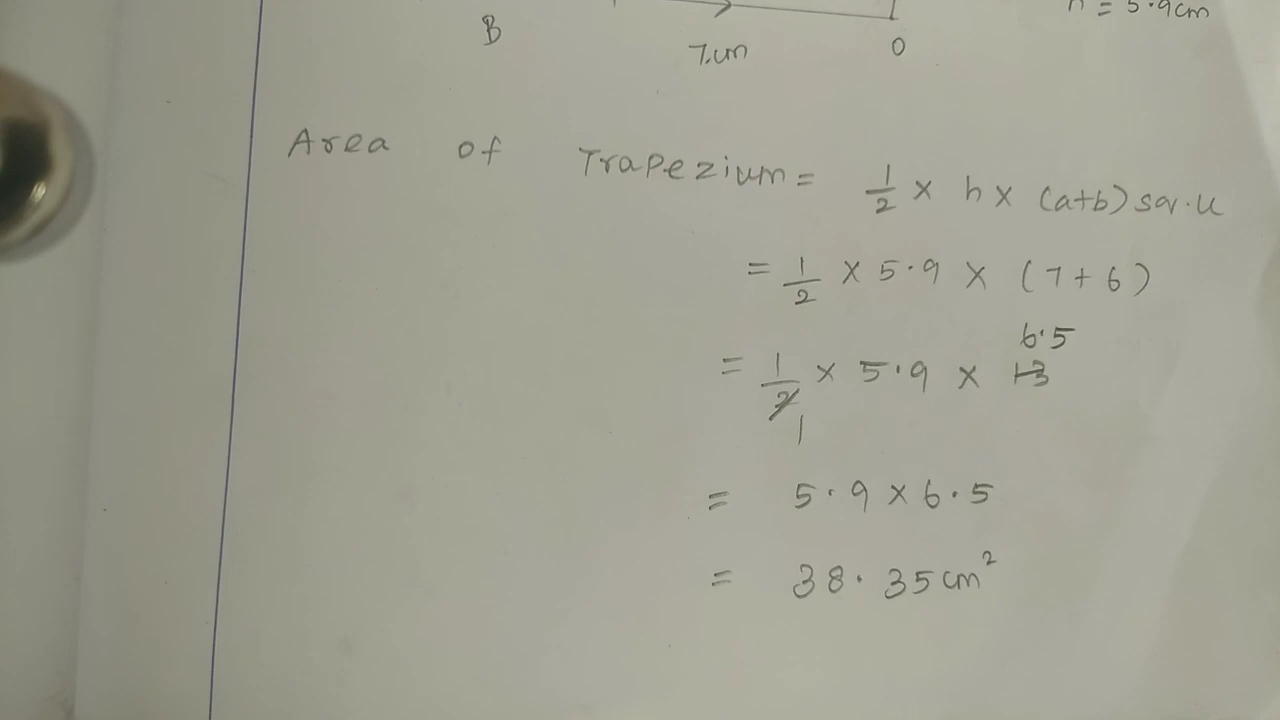 h = 5.9cm
B
7cm
O
Area of Trapezium = 1/2 × h × (a+b) sq.u
= 1/2 × 5.9 × (7+6)
6.5
= 1/2 × 5.9 × 13
1
= 5.9 × 6.5
= 38.35 cm²